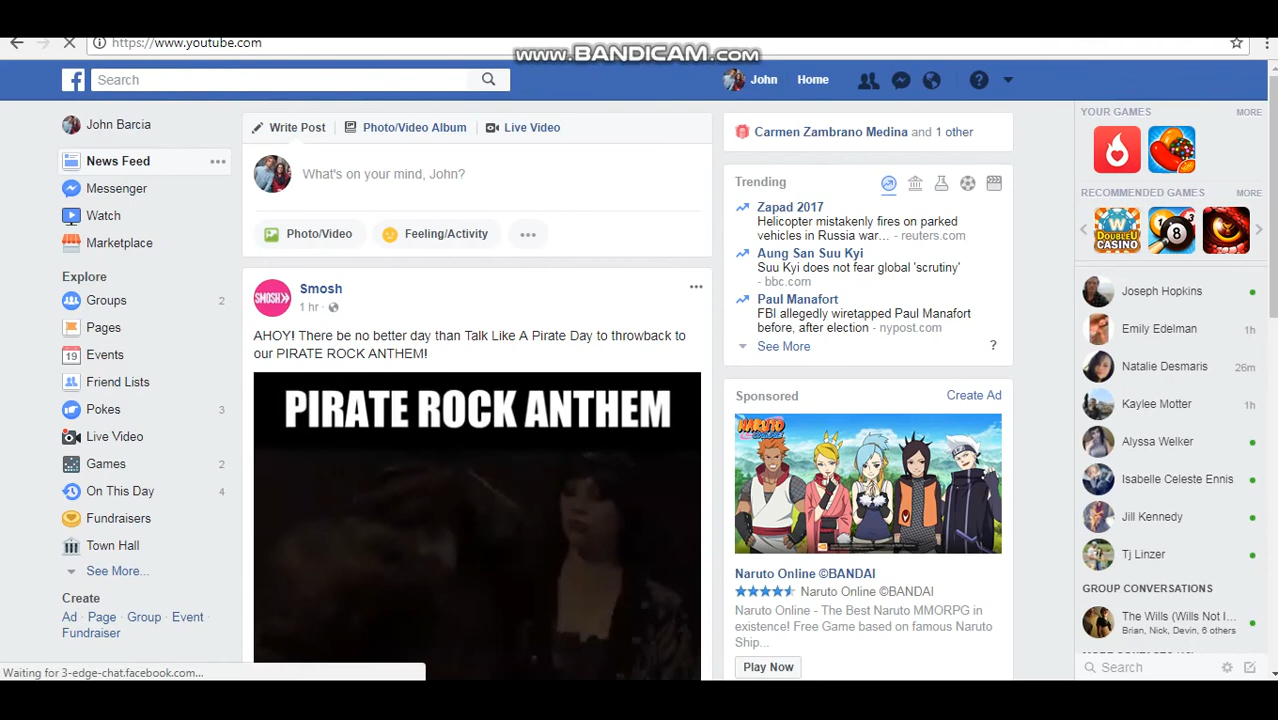 https://www.youtube.com
www.BANDICAM.com
Search
John
Home
John Barcia
News Feed
Messenger
Watch
Marketplace
Explore
Groups 2
Pages
Events
19
Friend Lists
Pokes 3
Live Video
Games 2
On This Day 4
Fundraisers
Town Hall
See More...
Create
Ad · Page · Group · Event ·
Fundraiser
Waiting for 3-edge-chat.facebook.com...
Write Post
Photo/Video Album
Live Video
What's on your mind, John?
Photo/Video
Feeling/Activity
SMOSH
Smosh
1 hr ·
AHOY! There be no better day than Talk Like A Pirate Day to throwback to
our PIRATE ROCK ANTHEM!
PIRATE ROCK ANTHEM
Carmen Zambrano Medina and 1 other
Trending
Zapad 2017
Helicopter mistakenly fires on parked
vehicles in Russia war... - reuters.com
Aung San Suu Kyi
Suu Kyi does not fear global 'scrutiny'
- bbc.com
Paul Manafort
FBI allegedly wiretapped Paul Manafort
before, after election - nypost.com
See More
?
Sponsored
Create Ad
NARUTO
ONLINE
Naruto Online ©BANDAI
Naruto Online ©BANDAI
Naruto Online - The Best Naruto MMORPG in
existence! Free Game based on famous Naruto
Ship...
Play Now
YOUR GAMES
MORE
RECOMMENDED GAMES
MORE
W
DOUBLEU
CASINO
8
Joseph Hopkins
Emily Edelman 1h
Natalie Desmaris 26m
Kaylee Motter 1h
Alyssa Welker
Isabelle Celeste Ennis
Jill Kennedy
Tj Linzer
GROUP CONVERSATIONS
The Wills (Wills Not I...
Brian, Nick, Devin, 6 others
Search